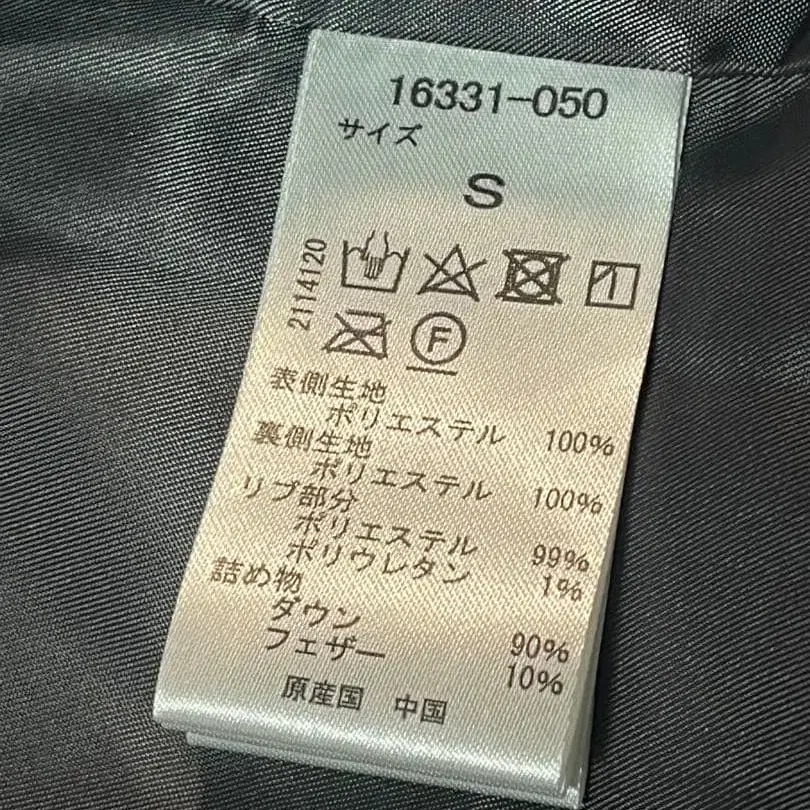 16331-050
サイズ
S
2114120
F
表側生地
ポリエステル 100%
裏側生地
ポリエステル 100%
リブ部分
ポリエステル 99%
ポリウレタン 1%
詰め物
ダウン 90%
フェザー 10%
原産国 中国